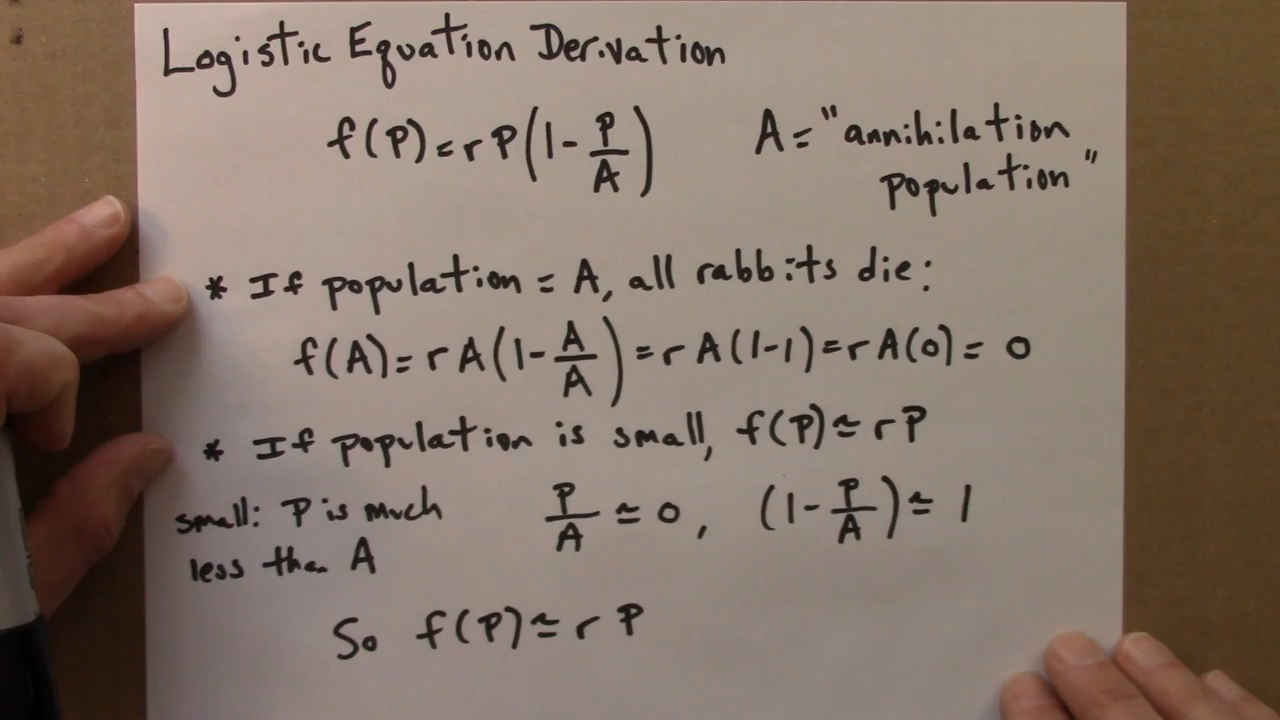 Logistic Equation Derivation
f(P) = rP(1 - P/A)
A = "annihilation
population"
* If population = A, all rabbits die:
f(A) = rA(1 - A/A) = rA(1-1) = rA(0) = 0
* If population is small, f(P) ≃ rP
small: P is much
less than A
P/A ≃ 0, (1 - P/A) ≃ 1
So f(P) ≃ rP